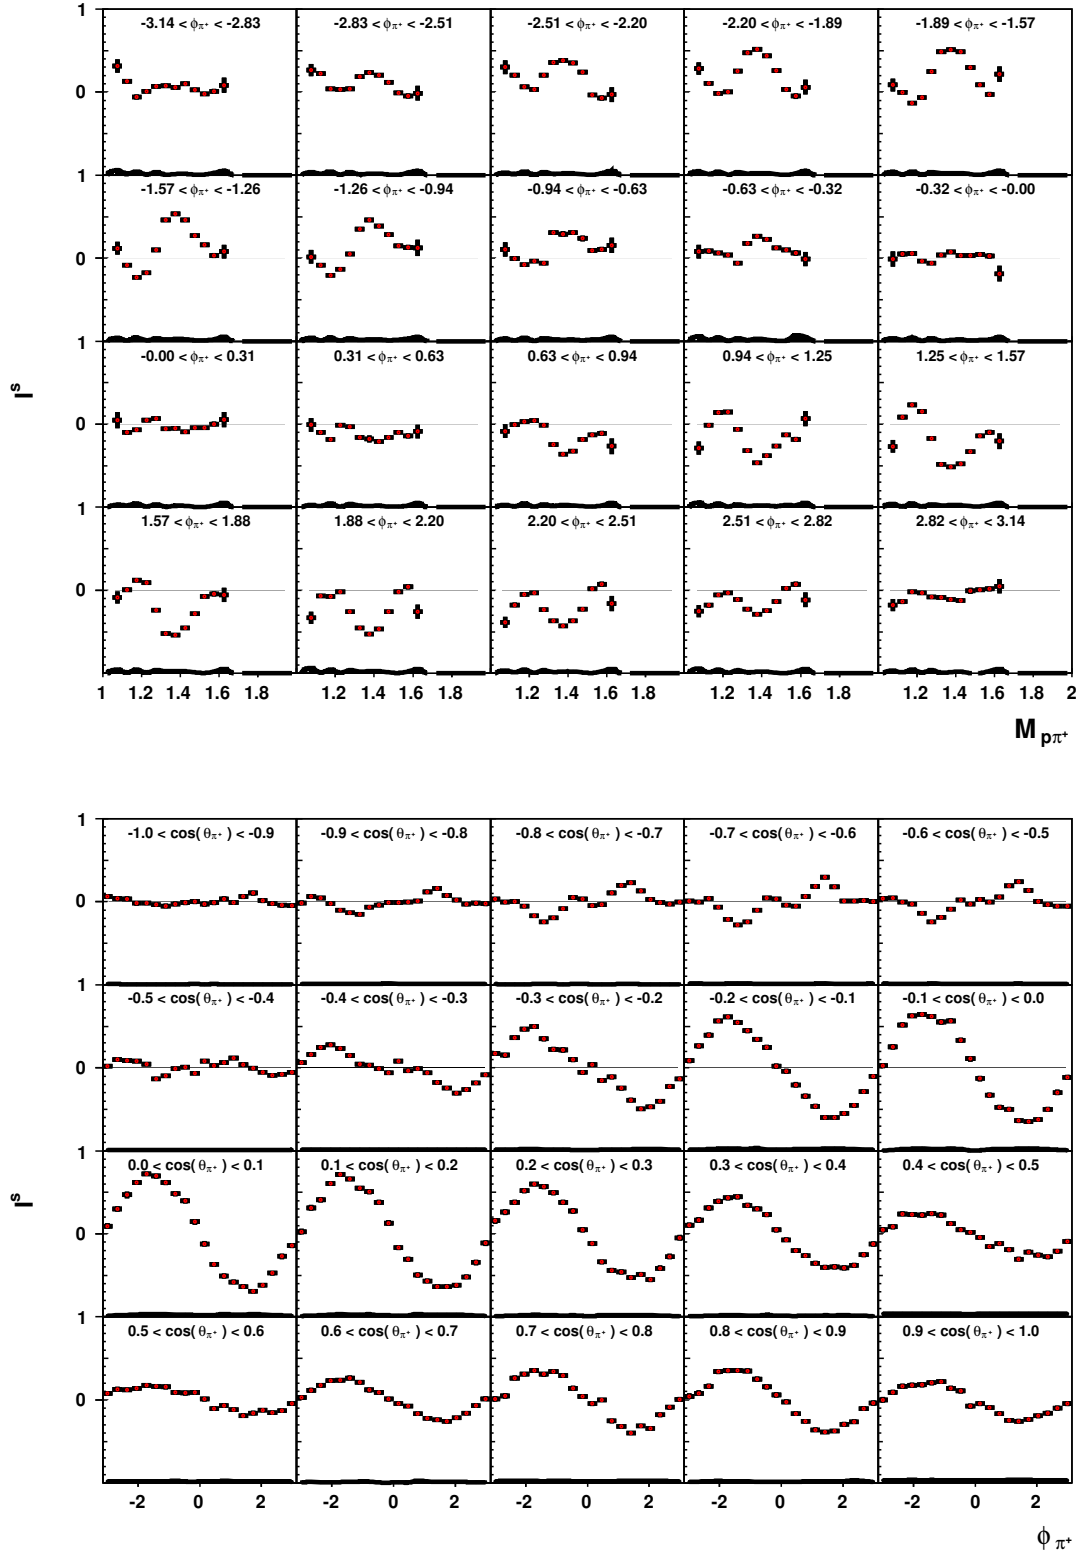 1
-3.14 < ϕπ⁺ < -2.83
-2.83 < ϕπ⁺ < -2.51
-2.51 < ϕπ⁺ < -2.20
-2.20 < ϕπ⁺ < -1.89
-1.89 < ϕπ⁺ < -1.57
0
1
-1.57 < ϕπ⁺ < -1.26
-1.26 < ϕπ⁺ < -0.94
-0.94 < ϕπ⁺ < -0.63
-0.63 < ϕπ⁺ < -0.32
-0.32 < ϕπ⁺ < -0.00
0
1
-0.00 < ϕπ⁺ < 0.31
0.31 < ϕπ⁺ < 0.63
0.63 < ϕπ⁺ < 0.94
0.94 < ϕπ⁺ < 1.25
1.25 < ϕπ⁺ < 1.57
Iˢ
0
1
1.57 < ϕπ⁺ < 1.88
1.88 < ϕπ⁺ < 2.20
2.20 < ϕπ⁺ < 2.51
2.51 < ϕπ⁺ < 2.82
2.82 < ϕπ⁺ < 3.14
0
1 1.2 1.4 1.6 1.8 1.2 1.4 1.6 1.8 1.2 1.4 1.6 1.8 1.2 1.4 1.6 1.8 1.2 1.4 1.6 1.8 2
M pπ⁺
1
-1.0 < cos(θπ⁺) < -0.9
-0.9 < cos(θπ⁺) < -0.8
-0.8 < cos(θπ⁺) < -0.7
-0.7 < cos(θπ⁺) < -0.6
-0.6 < cos(θπ⁺) < -0.5
0
1
-0.5 < cos(θπ⁺) < -0.4
-0.4 < cos(θπ⁺) < -0.3
-0.3 < cos(θπ⁺) < -0.2
-0.2 < cos(θπ⁺) < -0.1
-0.1 < cos(θπ⁺) < 0.0
0
1
0.0 < cos(θπ⁺) < 0.1
0.1 < cos(θπ⁺) < 0.2
0.2 < cos(θπ⁺) < 0.3
0.3 < cos(θπ⁺) < 0.4
0.4 < cos(θπ⁺) < 0.5
Iˢ
0
1
0.5 < cos(θπ⁺) < 0.6
0.6 < cos(θπ⁺) < 0.7
0.7 < cos(θπ⁺) < 0.8
0.8 < cos(θπ⁺) < 0.9
0.9 < cos(θπ⁺) < 1.0
0
-2 0 2 -2 0 2 -2 0 2 -2 0 2 -2 0 2
ϕ π⁺